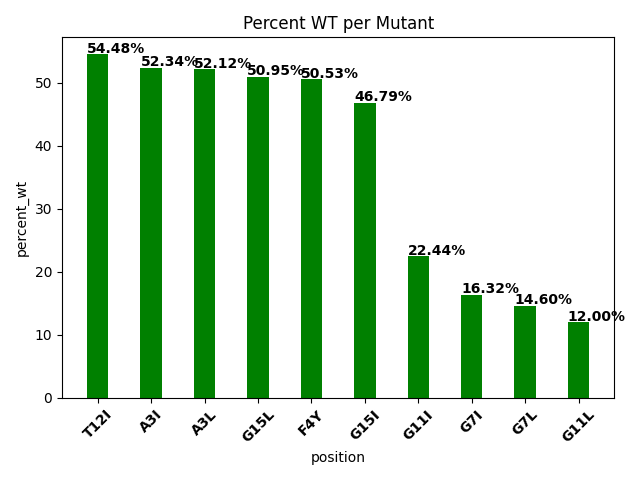 Percent WT per Mutant
percent_wt
50
40
30
20
10
0
54.48%
52.34%
52.12%
50.95%
50.53%
46.79%
22.44%
16.32%
14.60%
12.00%
T12I
A3I
A3L
G15L
F4Y
G15I
G11I
G7I
G7L
G11L
position